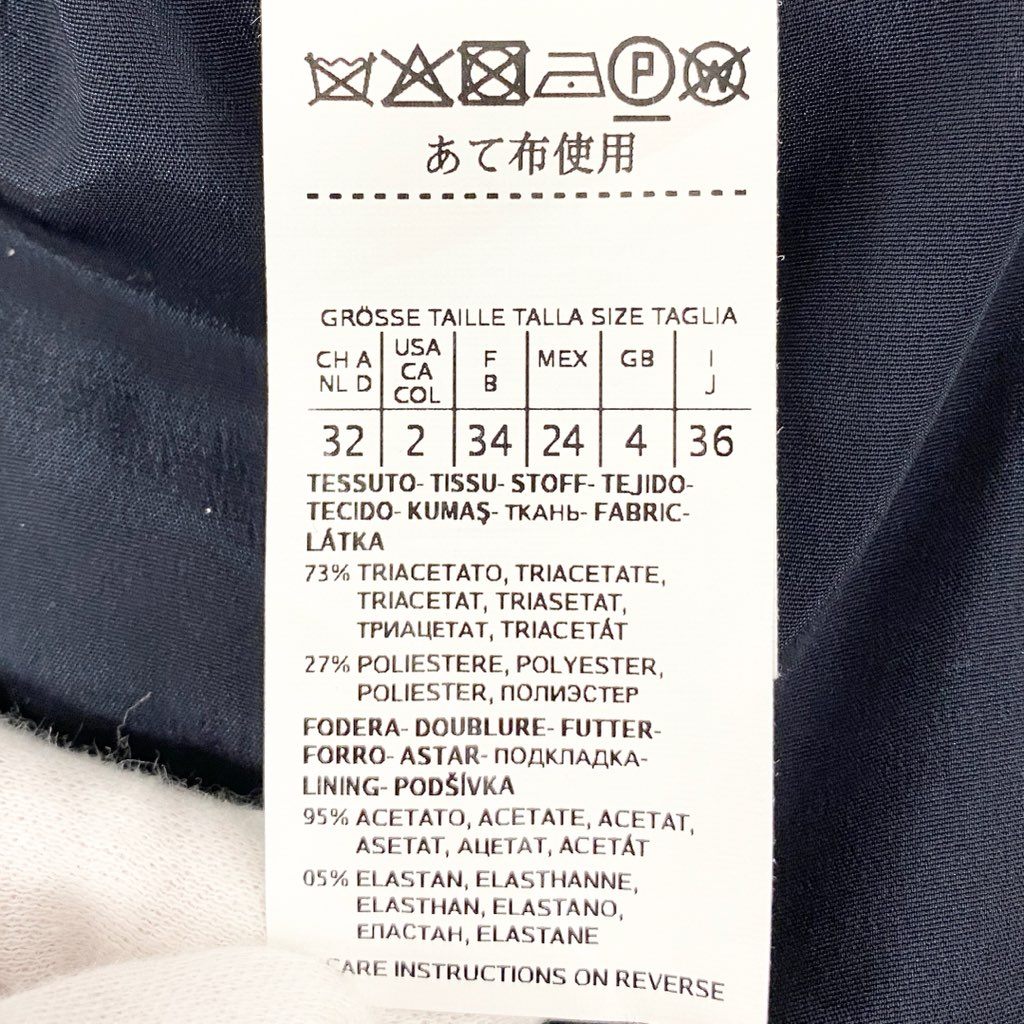 P W
あて布使用
GRÖSSE TAILLE TALLA SIZE TAGLIA
CH A NL D USA CA COL F B MEX GB I J
32 2 34 24 4 36
TESSUTO- TISSU- STOFF- TEJIDO-
TECIDO- KUMAŞ- ТКАНЬ- FABRIC-
LÁTKA
73% TRIACETATO, TRIACETATE,
TRIACETAT, TRIASETAT,
ТРИАЦЕТАТ, TRIACETÁT
27% POLIESTERE, POLYESTER,
POLIESTER, ПОЛИЭСТЕР
FODERA- DOUBLURE- FUTTER-
FORRO- ASTAR- ПОДКЛАДКА-
LINING- PODŠÍVKA
95% ACETATO, ACETATE, ACETAT,
ASETAT, АЦЕТАТ, ACETÁT
05% ELASTAN, ELASTHANNE,
ELASTHAN, ELASTANO,
ЕПАСТАН, ELASTANE
CARE INSTRUCTIONS ON REVERSE